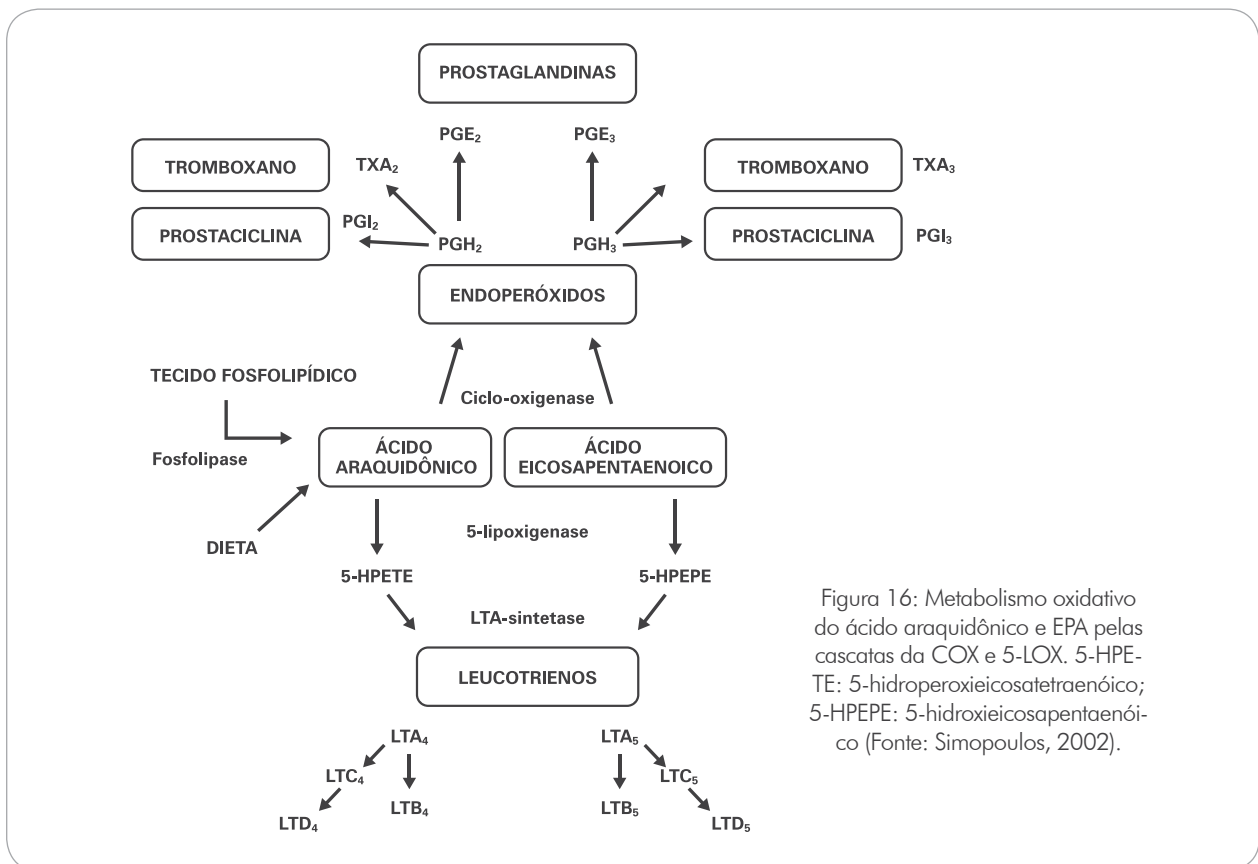 PROSTAGLANDINAS
PGE₂
PGE₃
TROMBOXANO
TXA₂
TROMBOXANO
TXA₃
PROSTACICLINA
PGI₂
PGH₂
PGH₃
PROSTACICLINA
PGI₃
ENDOPERÓXIDOS
TECIDO FOSFOLIPÍDICO
Ciclo-oxigenase
Fosfolipase
ÁCIDO
ARAQUIDÔNICO
ÁCIDO
EICOSAPENTAENOICO
DIETA
5-lipoxigenase
5-HPETE
5-HPEPE
LTA-sintetase
LEUCOTRIENOS
LTA₄
LTA₅
LTC₄
LTC₅
LTB₄
LTB₅
LTD₄
LTD₅
Figura 16: Metabolismo oxidativo
do ácido araquidônico e EPA pelas
cascatas da COX e 5-LOX. 5-HPE-
TE: 5-hidroperoxieicosatetraenóico;
5-HPEPE: 5-hidroxieicosapentaenói-
co (Fonte: Simopoulos, 2002).